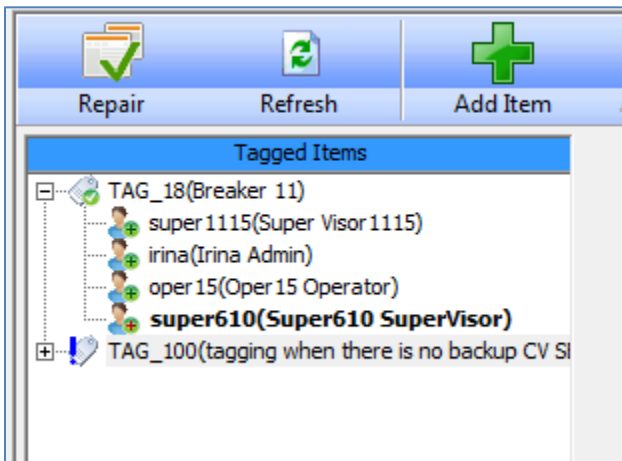 Repair Refresh Add Item
Tagged Items
TAG_18(Breaker 11)
super1115(Super Visor1115)
irina(Irina Admin)
oper15(Oper15 Operator)
super610(Super610 SuperVisor)
TAG_100(tagging when there is no backup CV